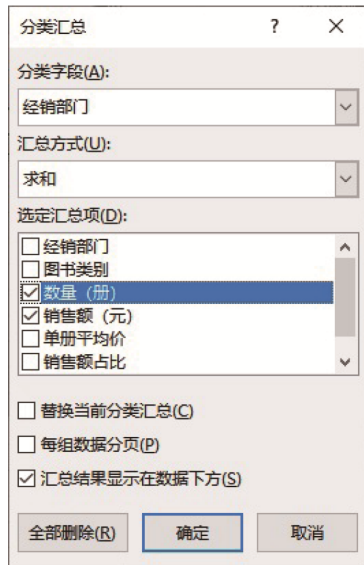 分类汇总 ?
分类字段(A):
经销部门
汇总方式(U):
求和
选定汇总项(D):
经销部门
图书类别
数量（册）
销售额（元）
单册平均价
销售额占比
替换当前分类汇总(C)
每组数据分页(P)
汇总结果显示在数据下方(S)
全部删除(R) 确定 取消